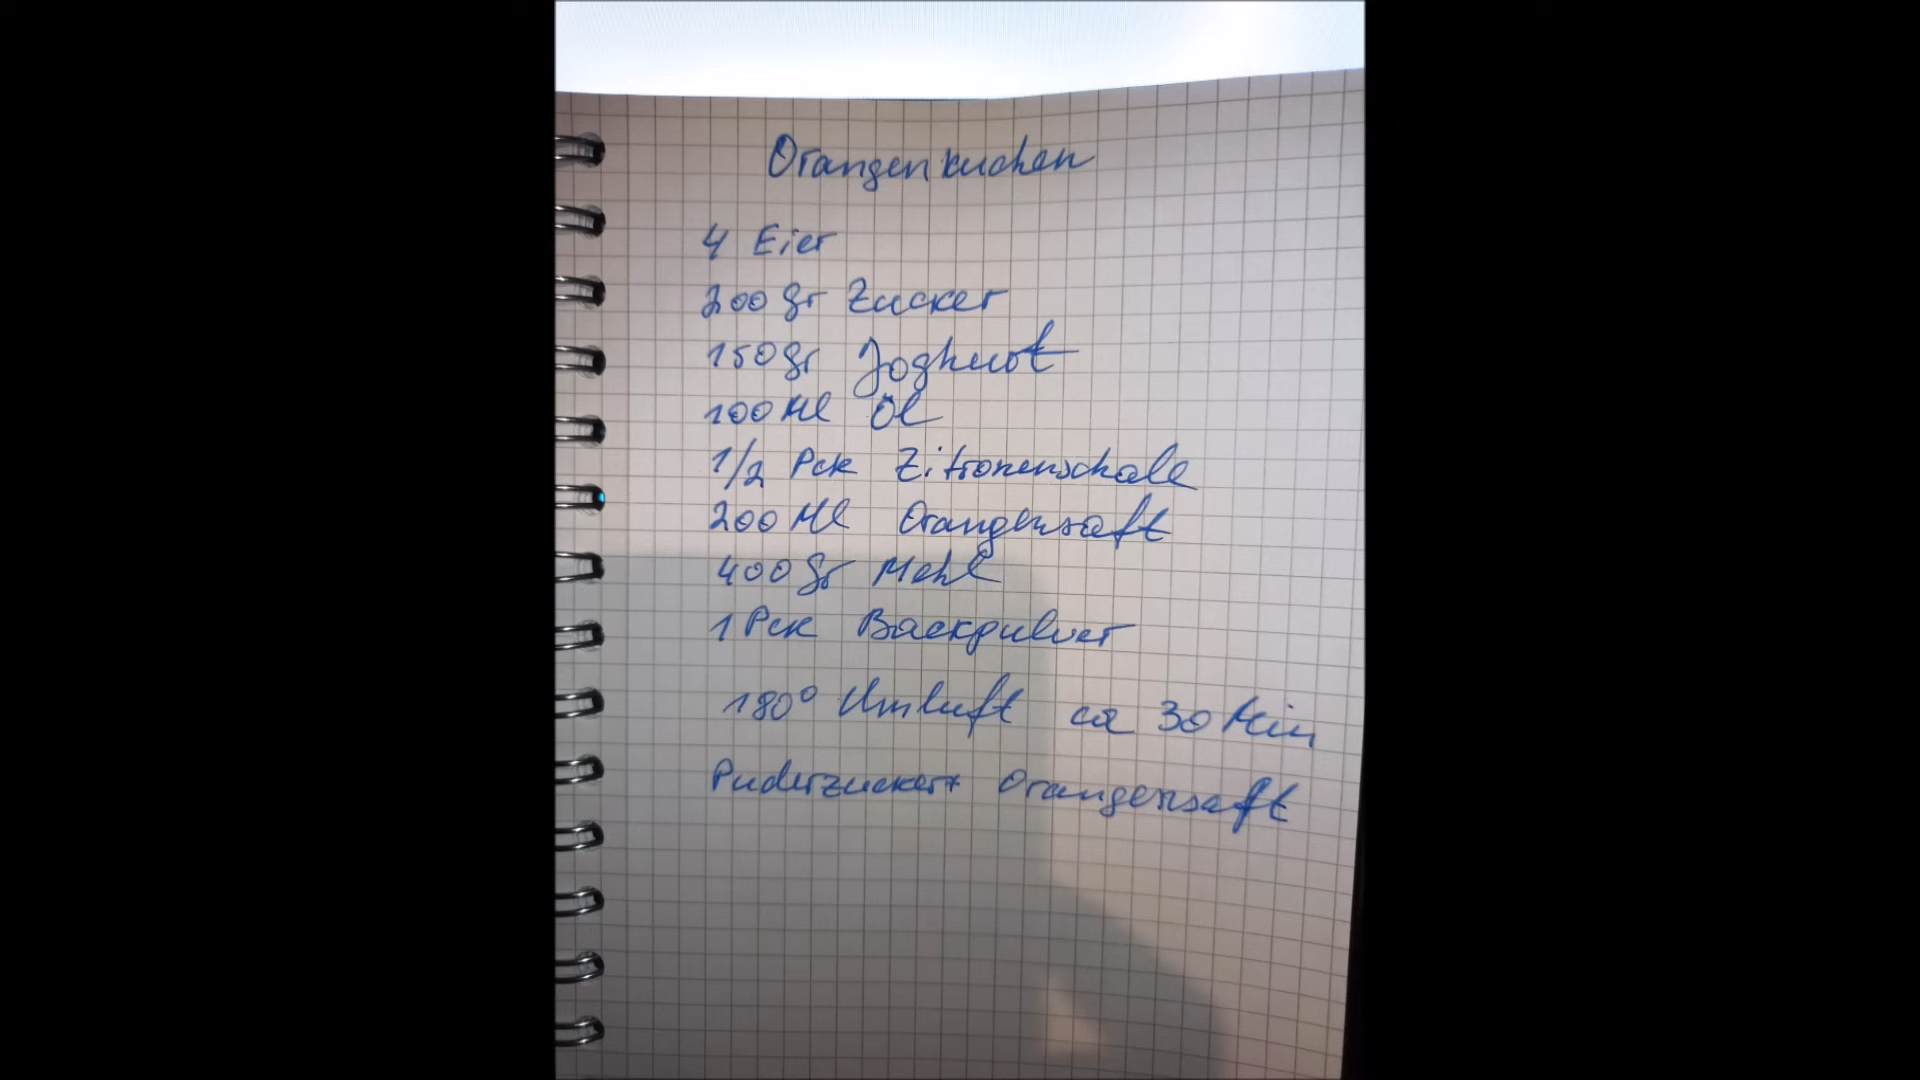 Orangenkuchen
4 Eier
200 gr Zucker
150 gr Joghurt
100 Ml Öl
1/2 Pck Zitronenschale
200 Ml Orangensaft
400 gr Mehl
1 Pck Backpulver
180° Umluft ca 30 Min
Puderzucker + Orangensaft